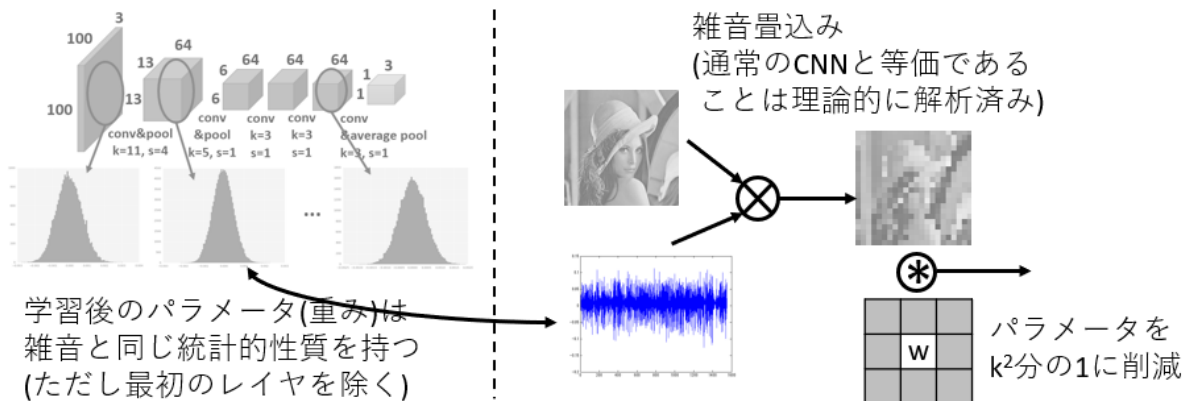 3
100
100
13
64
13
64
6
6
64
64
1
1
3
conv&pool
k=11, s=4
conv
&pool
k=5, s=1
conv
k=3
s=1
conv
k=3
s=1
conv
&average pool
k=3, s=1
...
学習後のパラメータ(重み)は
雑音と同じ統計的性質を持つ
(ただし最初のレイヤを除く)
雑音畳込み
(通常のCNNと等価である
ことは理論的に解析済み)
w
パラメータを
k²分の1に削減